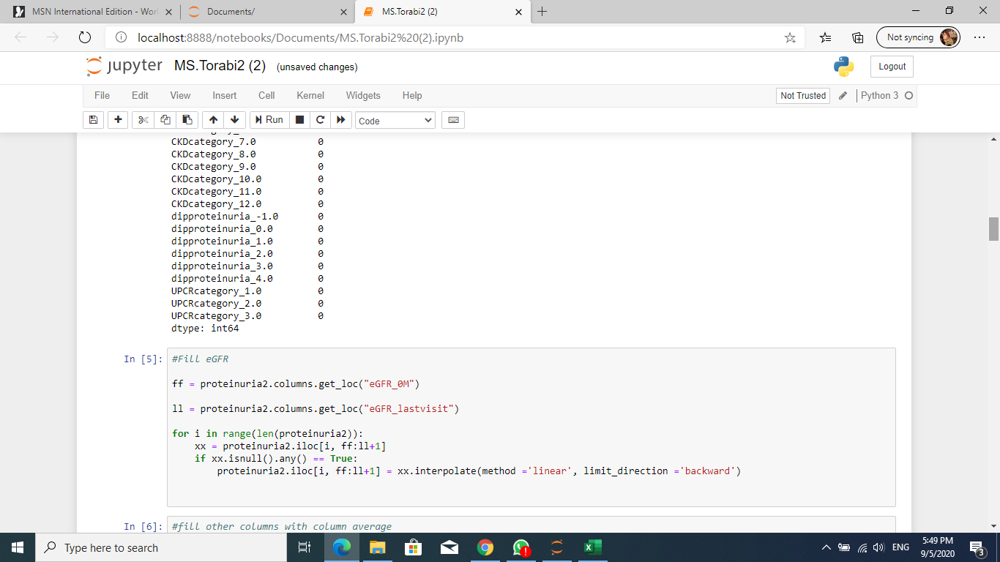 MSN International Edition - Worl
Documents/
MS.Torabi2 (2)
localhost:8888/notebooks/Documents/MS.Torabi2%20(2).ipynb
Not syncing
jupyter MS.Torabi2 (2) (unsaved changes)
Logout
File Edit View Insert Cell Kernel Widgets Help
Not Trusted
Python 3
Run
Code
CKDcategory_7.0 0
CKDcategory_8.0 0
CKDcategory_9.0 0
CKDcategory_10.0 0
CKDcategory_11.0 0
CKDcategory_12.0 0
dipproteinuria_-1.0 0
dipproteinuria_0.0 0
dipproteinuria_1.0 0
dipproteinuria_2.0 0
dipproteinuria_3.0 0
dipproteinuria_4.0 0
UPCRcategory_1.0 0
UPCRcategory_2.0 0
UPCRcategory_3.0 0
dtype: int64
In [5]: #Fill eGFR
ff = proteinuria2.columns.get_loc("eGFR_0M")
ll = proteinuria2.columns.get_loc("eGFR_lastvisit")
for i in range(len(proteinuria2)):
xx = proteinuria2.iloc[i, ff:ll+1]
if xx.isnull().any() == True:
proteinuria2.iloc[i, ff:ll+1] = xx.interpolate(method ='linear', limit_direction ='backward')
In [6]: #fill other columns with column average
Type here to search
ENG
5:49 PM
9/5/2020
3